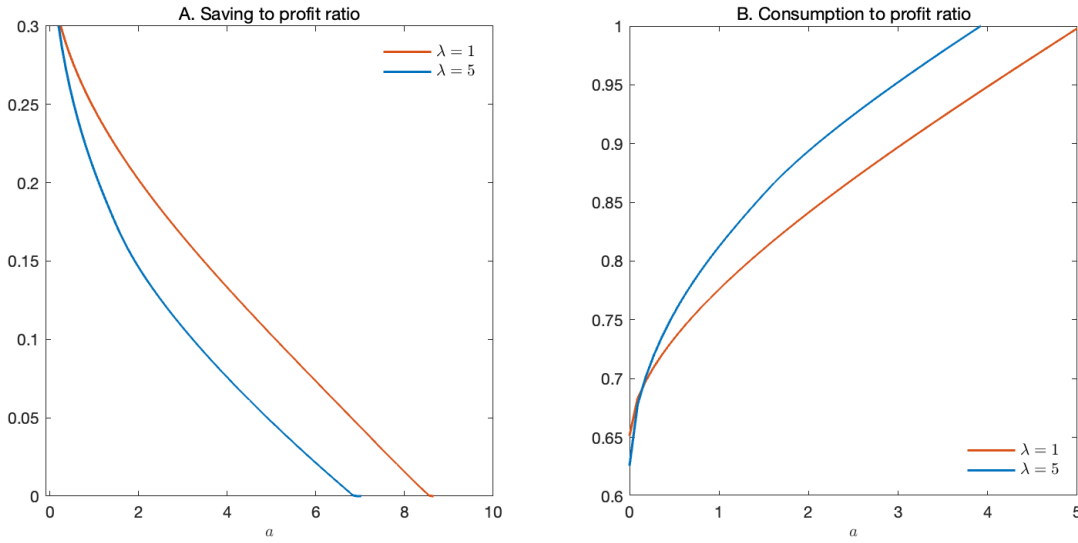 A. Saving to profit ratio
0.3
0.25
0.2
0.15
0.1
0.05
0
0 2 4 6 8 10
a
λ = 1
λ = 5
B. Consumption to profit ratio
1
0.95
0.9
0.85
0.8
0.75
0.7
0.65
0.6
0 1 2 3 4 5
a
λ = 1
λ = 5